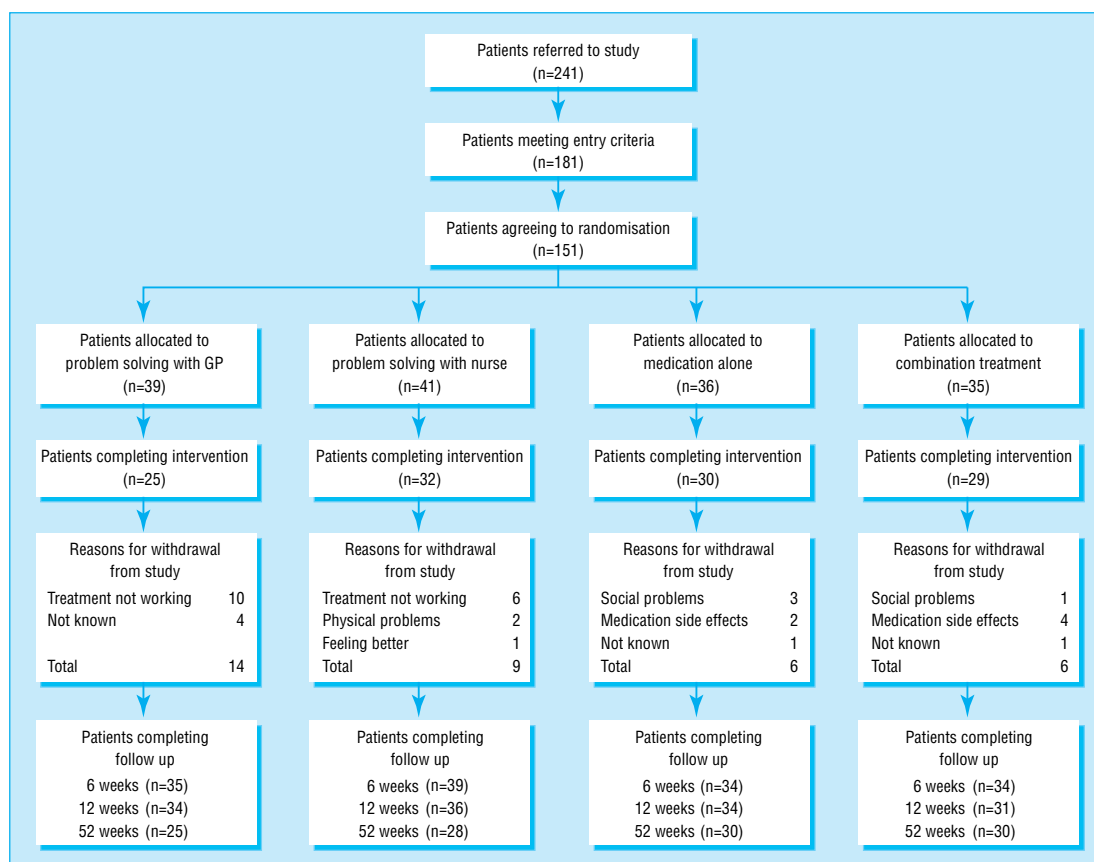 Patients referred to study
(n=241)
Patients meeting entry criteria
(n=181)
Patients agreeing to randomisation
(n=151)
Patients allocated to
problem solving with GP
(n=39)
Patients allocated to
problem solving with nurse
(n=41)
Patients allocated to
medication alone
(n=36)
Patients allocated to
combination treatment
(n=35)
Patients completing intervention
(n=25)
Patients completing intervention
(n=32)
Patients completing intervention
(n=30)
Patients completing intervention
(n=29)
Reasons for withdrawal
from study
Treatment not working 10
Not known 4
Total 14
Reasons for withdrawal
from study
Treatment not working 6
Physical problems 2
Feeling better 1
Total 9
Reasons for withdrawal
from study
Social problems 3
Medication side effects 2
Not known 1
Total 6
Reasons for withdrawal
from study
Social problems 1
Medication side effects 4
Not known 1
Total 6
Patients completing
follow up
6 weeks (n=35)
12 weeks (n=34)
52 weeks (n=25)
Patients completing
follow up
6 weeks (n=39)
12 weeks (n=36)
52 weeks (n=28)
Patients completing
follow up
6 weeks (n=34)
12 weeks (n=34)
52 weeks (n=30)
Patients completing
follow up
6 weeks (n=34)
12 weeks (n=31)
52 weeks (n=30)